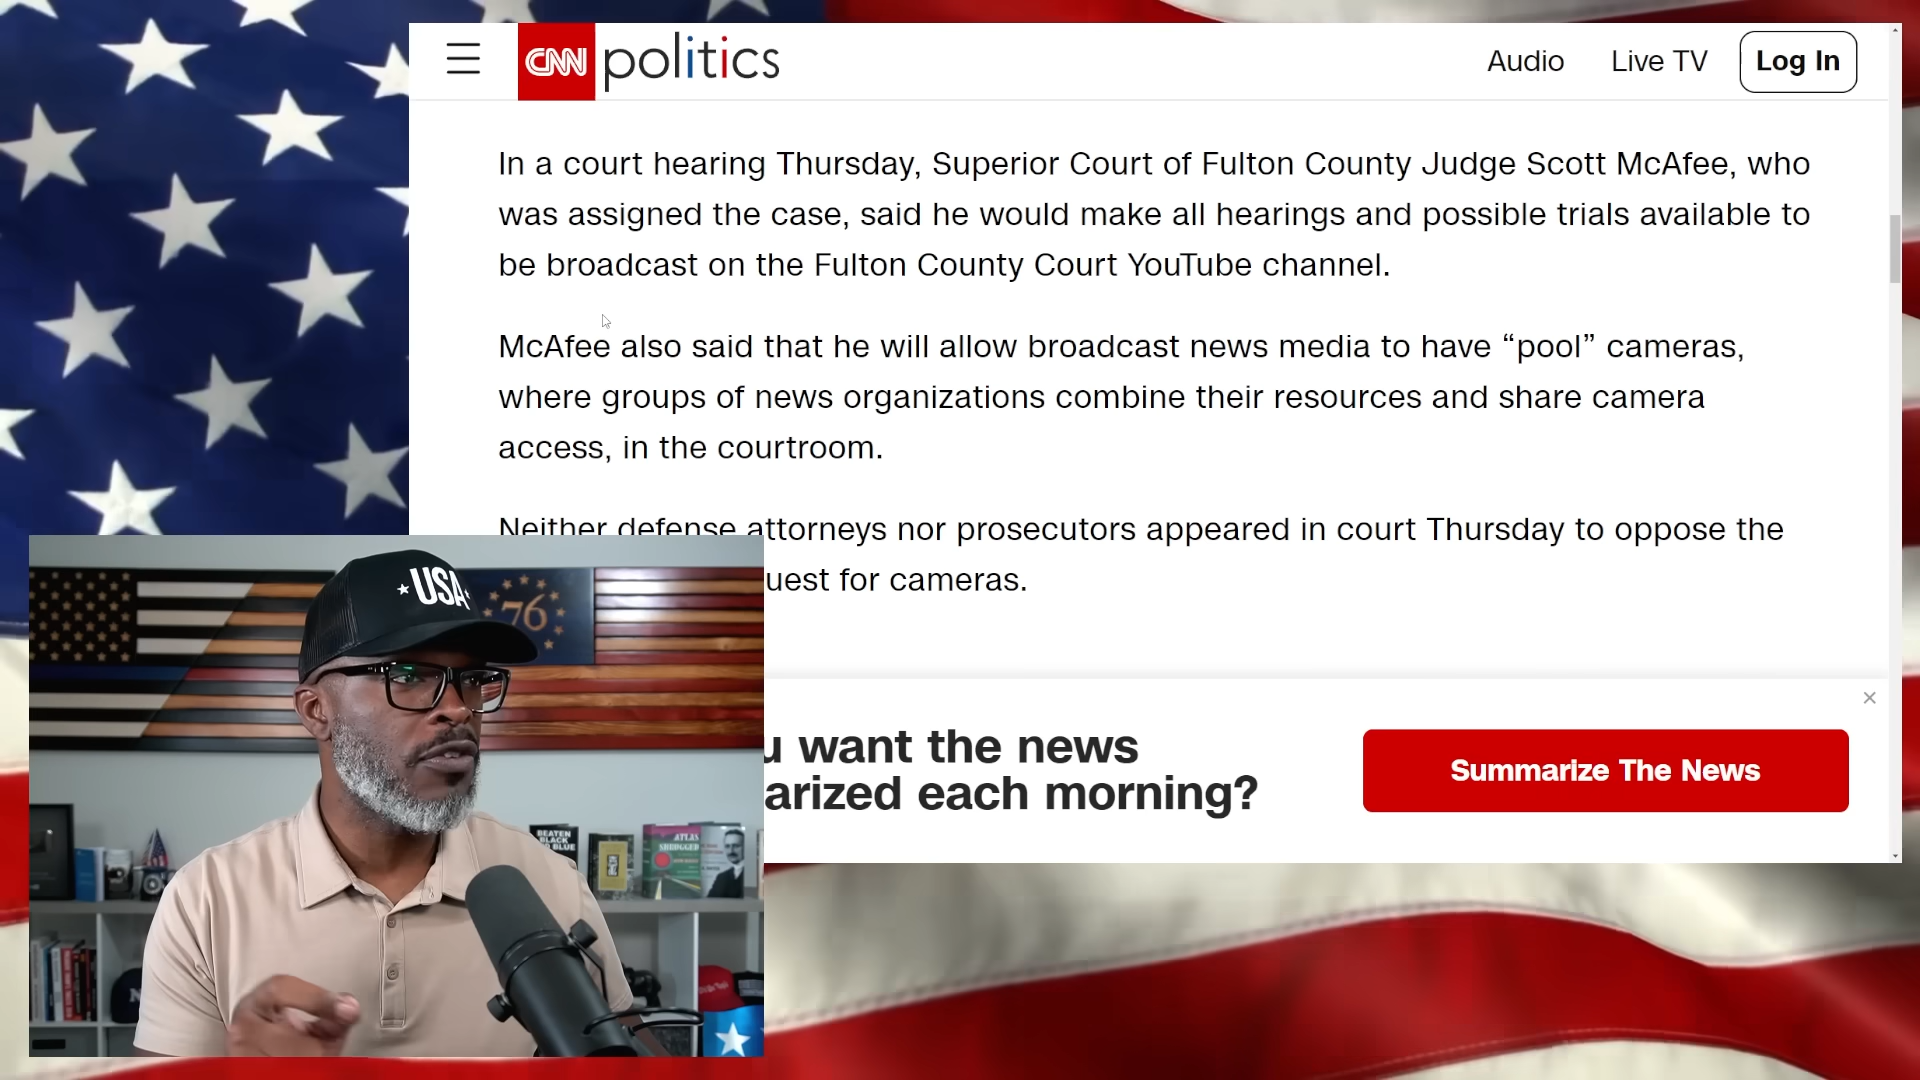 CNN politics
Audio
Live TV
Log In
In a court hearing Thursday, Superior Court of Fulton County Judge Scott McAfee, who
was assigned the case, said he would make all hearings and possible trials available to
be broadcast on the Fulton County Court YouTube channel.
McAfee also said that he will allow broadcast news media to have “pool” cameras,
where groups of news organizations combine their resources and share camera
access, in the courtroom.
Neither defense attorneys nor prosecutors appeared in court Thursday to oppose the
uest for cameras.
u want the news
arized each morning?
Summarize The News
USA
76
BEATEN
BLACK
BLUE
ATLAS
SHRUGGED